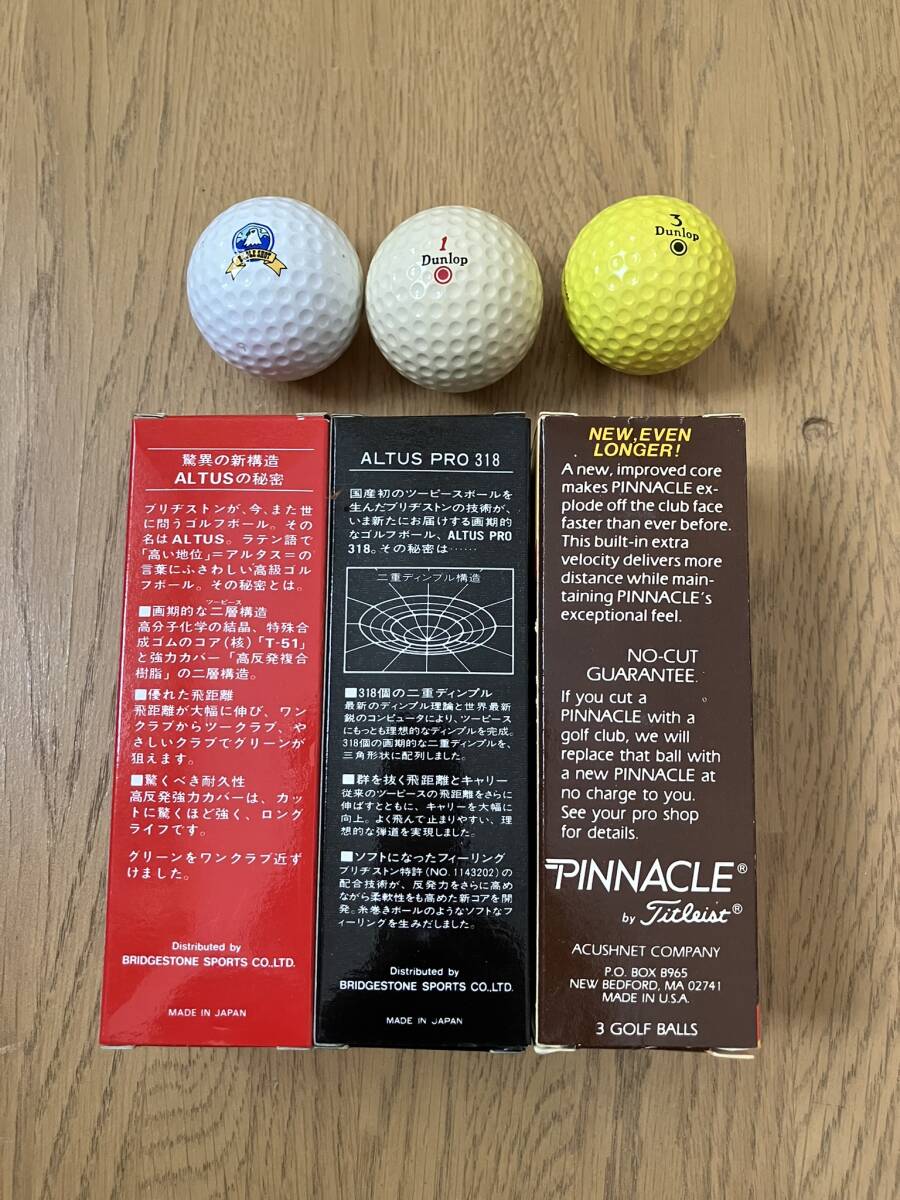 1
Dunlop
3
Dunlop
驚異の新構造
ALTUSの秘密
ブリヂストンが、今、また世
に問うゴルフボール。その
名はALTUS。ラテン語で
「高い地位」=アルタス=の
言葉にふさわしい高級ゴル
フボール。その秘密とは。
ツーピース
■画期的な二層構造
高分子化学の結晶、特殊合
成ゴムのコア(核)「T-51」
と強力カバー「高反発複合
樹脂」の二層構造。
■優れた飛距離
飛距離が大幅に伸び、ワン
クラブからツークラブ、や
さしいクラブでグリーンが
狙えます。
■驚くべき耐久性
高反発強力カバーは、カッ
トに驚くほど強く、ロング
ライフです。
グリーンをワンクラブ近ず
けました。
Distributed by
BRIDGESTONE SPORTS CO.,LTD.
MADE IN JAPAN
ALTUS PRO 318
国産初のツーピースボールを
生んだブリヂストンの技術が、
いま新たにお届けする画期的
なゴルフボール、ALTUS PRO
318。その秘密は……
二重ディンプル構造
■318個の二重ディンプル
最新のディンプル理論と世界最新
鋭のコンピュータにより、ツーピース
にもっとも理想的なディンプルを完成。
318個の画期的な二重ディンプルを、
三角形状に配列しました。
■群を抜く飛距離とキャリー
従来のツーピースの飛距離をさらに
伸ばすとともに、キャリーを大幅に
向上。よく飛んで止まりやすい、理
想的な弾道を実現しました。
■ソフトになったフィーリング
ブリヂストン特許(NO.1143202)の
配合技術が、反発力をさらに高め
ながら柔軟性をも高めた新コアを開
発。糸巻きボールのようなソフトなフ
ィーリングを生みだしました。
Distributed by
BRIDGESTONE SPORTS CO.,LTD.
MADE IN JAPAN
NEW, EVEN
LONGER!
A new, improved core
makes PINNACLE ex-
plode off the club face
faster than ever before.
This built-in extra
velocity delivers more
distance while main-
taining PINNACLE's
exceptional feel.
NO-CUT
GUARANTEE.
If you cut a
PINNACLE with a
golf club, we will
replace that ball with
a new PINNACLE at
no charge to you.
See your pro shop
for details.
PINNACLE®
by Titleist®
ACUSHNET COMPANY
P.O. BOX B965
NEW BEDFORD, MA 02741
MADE IN U.S.A.
3 GOLF BALLS